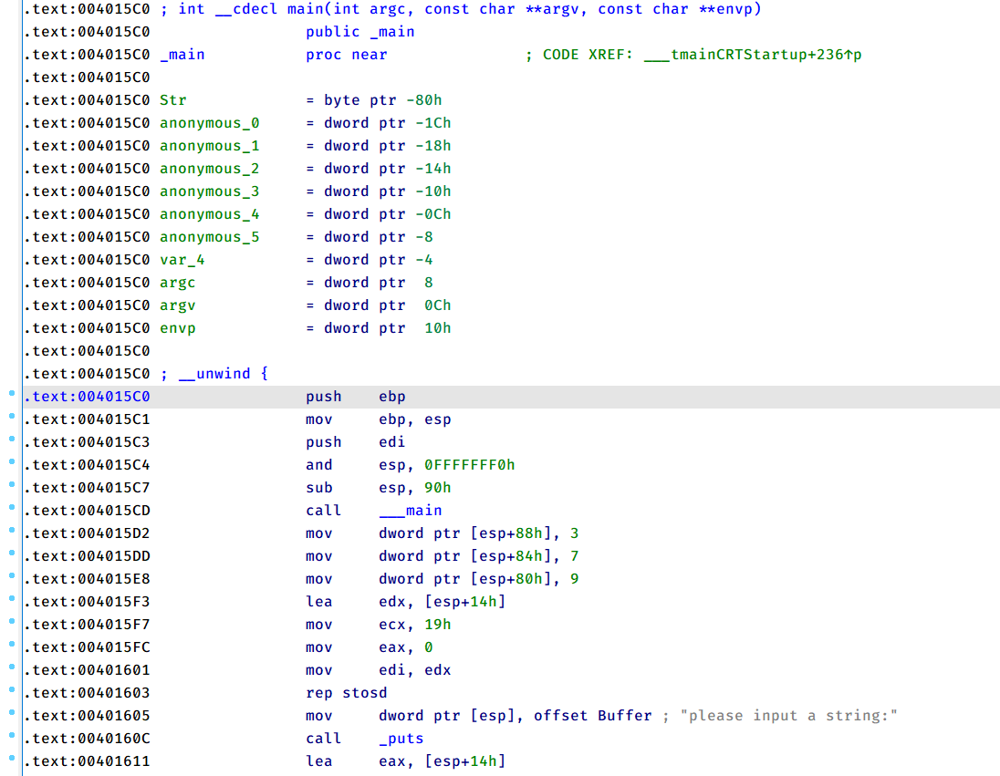 .text:004015C0 ; int __cdecl main(int argc, const char **argv, const char **envp)
.text:004015C0 public _main
.text:004015C0 _main proc near ; CODE XREF: ___tmainCRTStartup+236↑p
.text:004015C0
.text:004015C0 Str = byte ptr -80h
.text:004015C0 anonymous_0 = dword ptr -1Ch
.text:004015C0 anonymous_1 = dword ptr -18h
.text:004015C0 anonymous_2 = dword ptr -14h
.text:004015C0 anonymous_3 = dword ptr -10h
.text:004015C0 anonymous_4 = dword ptr -0Ch
.text:004015C0 anonymous_5 = dword ptr -8
.text:004015C0 var_4 = dword ptr -4
.text:004015C0 argc = dword ptr 8
.text:004015C0 argv = dword ptr 0Ch
.text:004015C0 envp = dword ptr 10h
.text:004015C0
.text:004015C0 ; __unwind {
.text:004015C0 push ebp
.text:004015C1 mov ebp, esp
.text:004015C3 push edi
.text:004015C4 and esp, 0FFFFFFF0h
.text:004015C7 sub esp, 90h
.text:004015CD call ___main
.text:004015D2 mov dword ptr [esp+88h], 3
.text:004015DD mov dword ptr [esp+84h], 7
.text:004015E8 mov dword ptr [esp+80h], 9
.text:004015F3 lea edx, [esp+14h]
.text:004015F7 mov ecx, 19h
.text:004015FC mov eax, 0
.text:00401601 mov edi, edx
.text:00401603 rep stosd
.text:00401605 mov dword ptr [esp], offset Buffer ; "please input a string:"
.text:0040160C call _puts
.text:00401611 lea eax, [esp+14h]